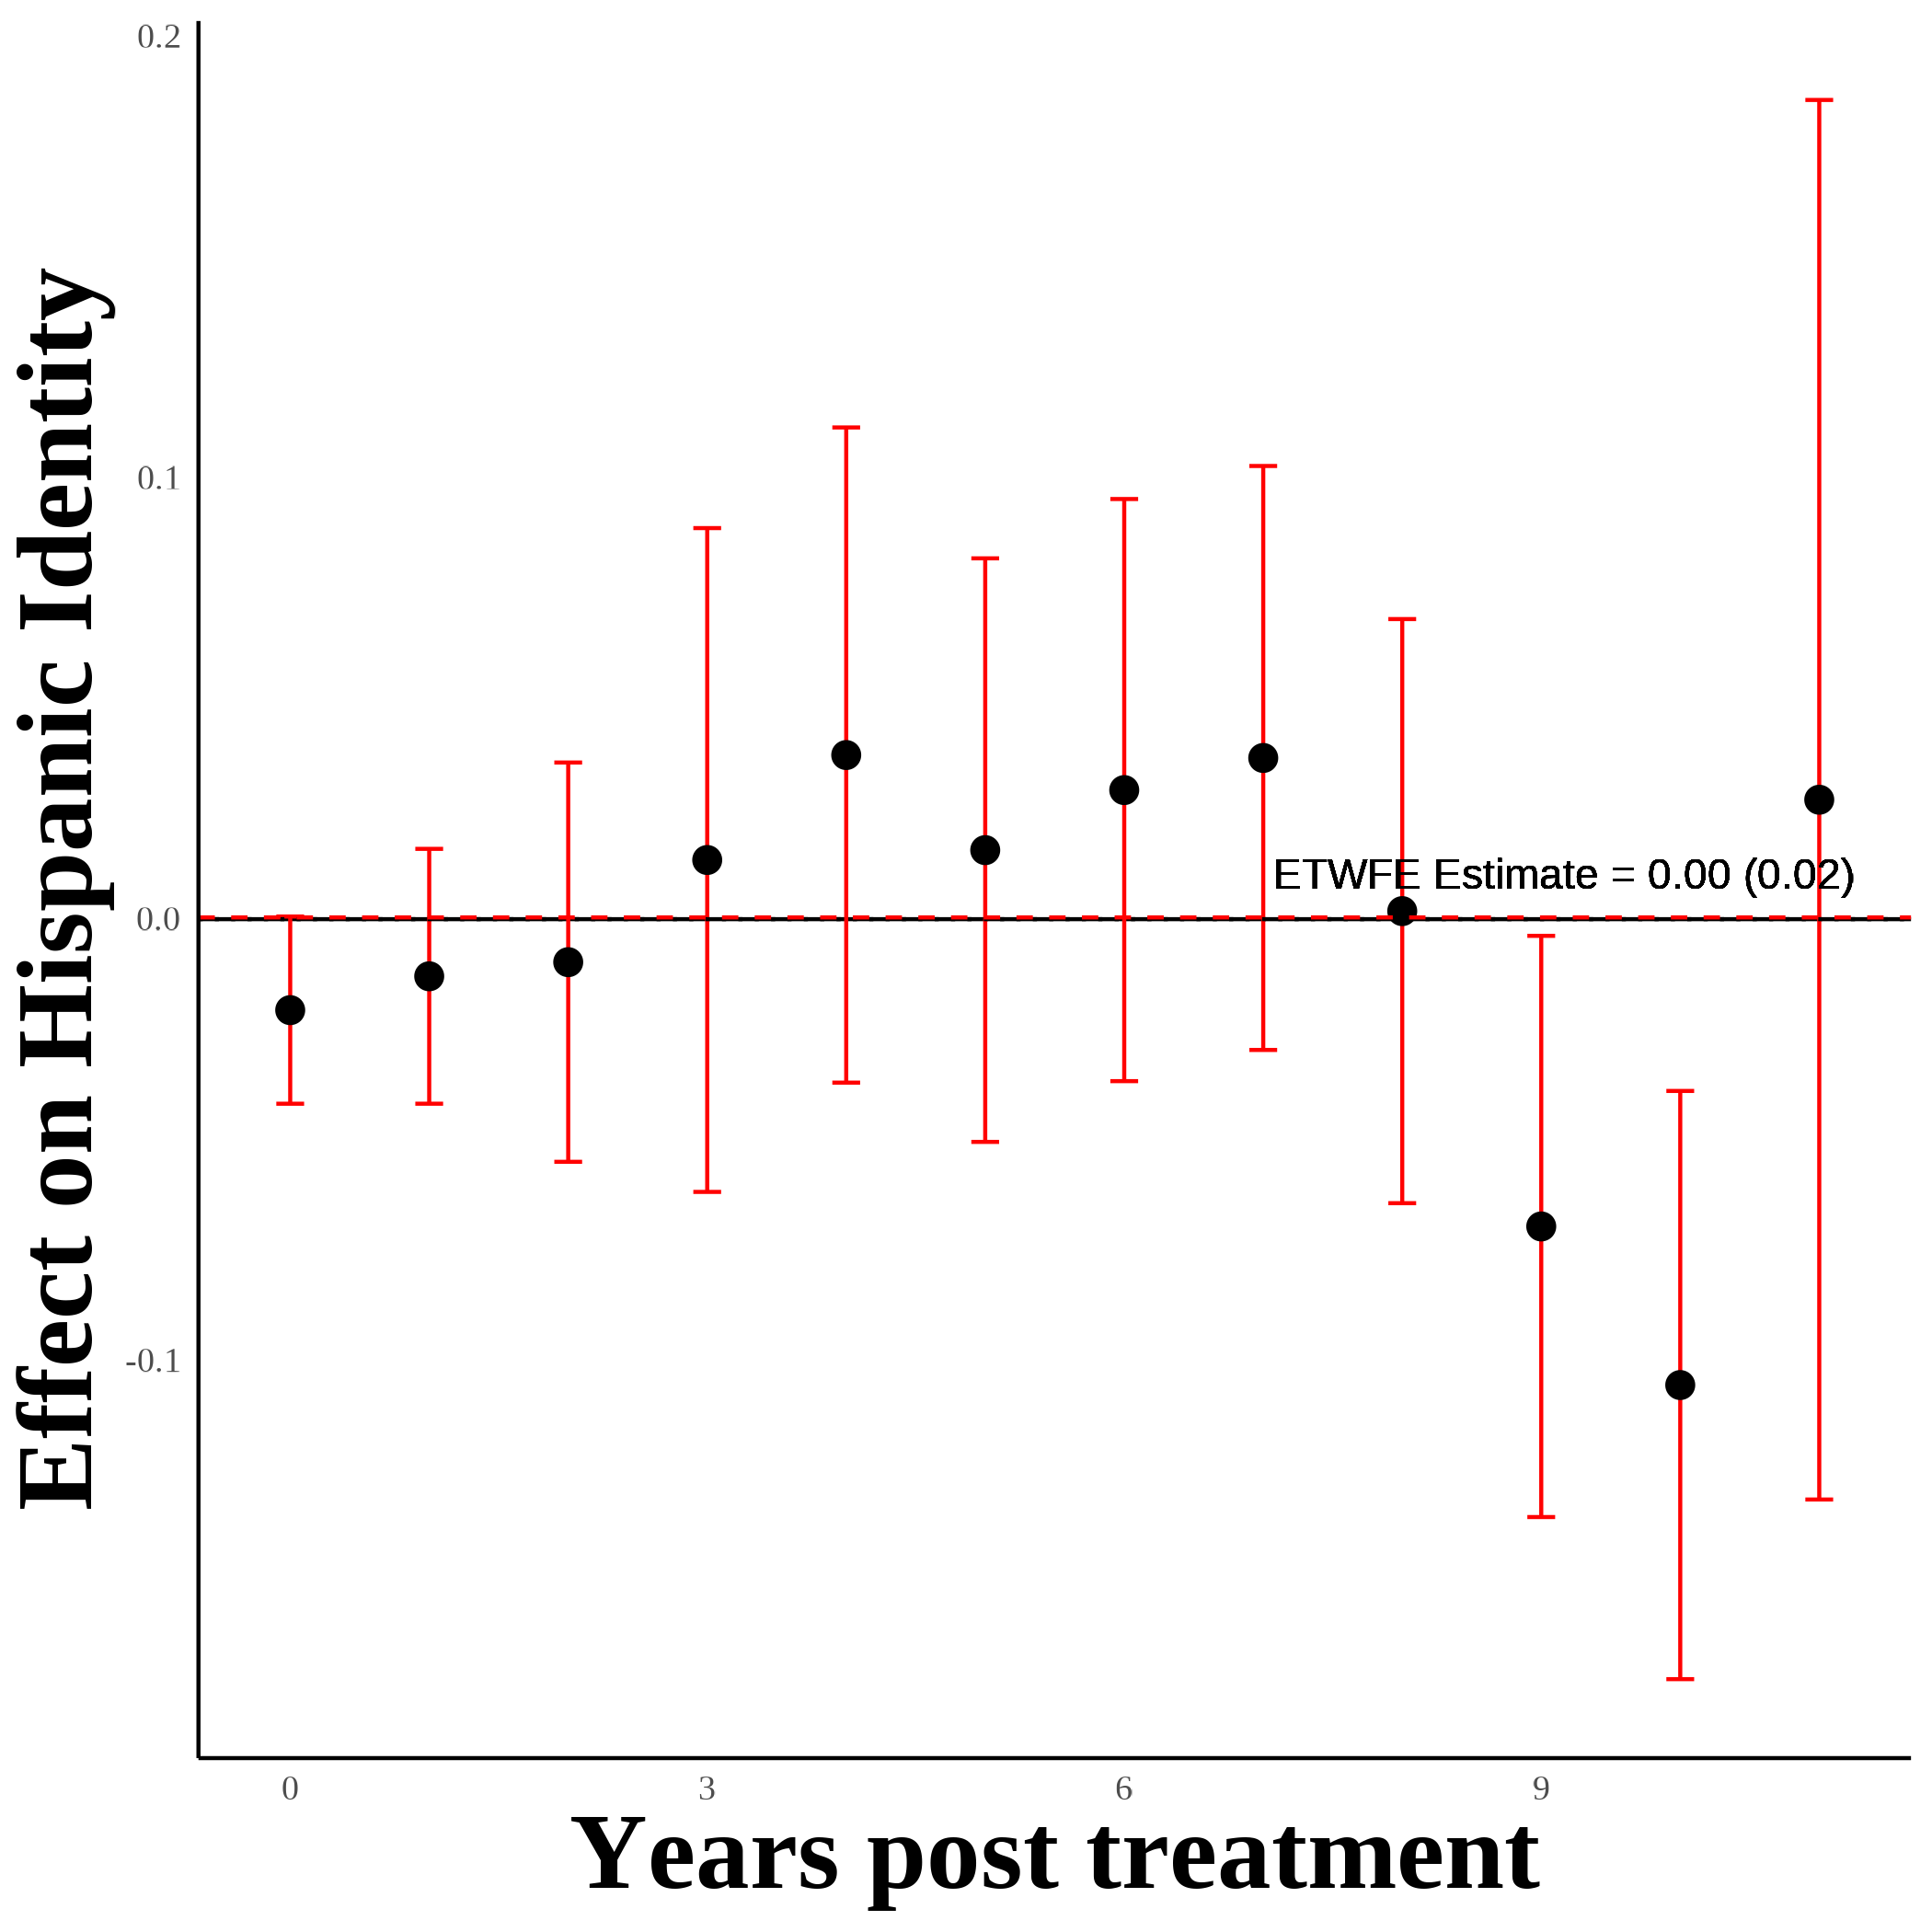 Effect on Hispanic Identity
0.2
0.1
0.0
-0.1
ETWFE Estimate = 0.00 (0.02)
0 3 6 9
Years post treatment